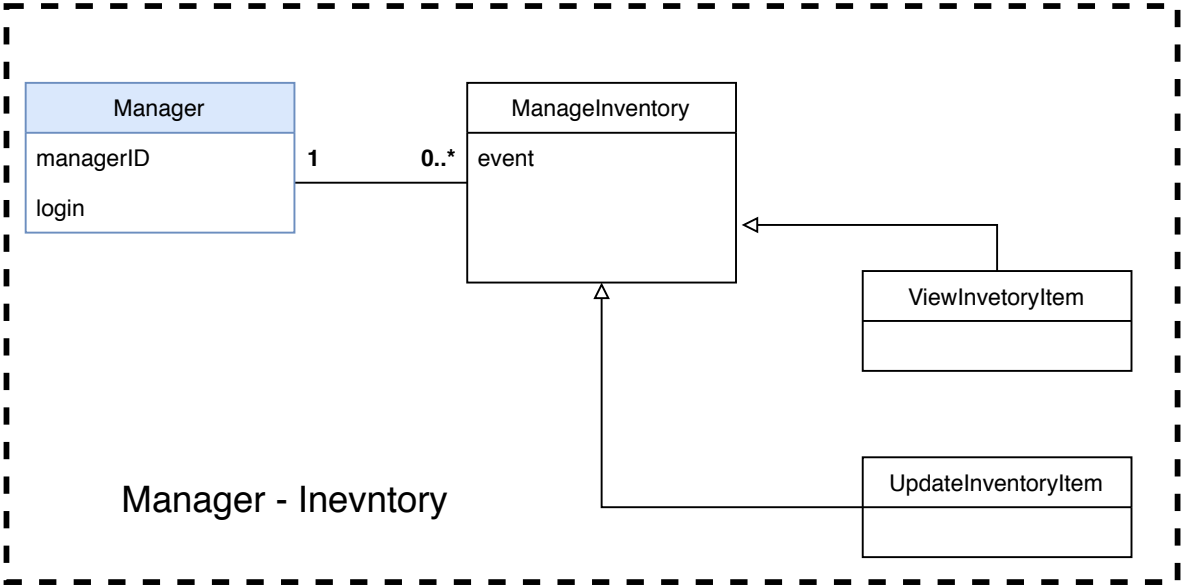 Manager
managerID
login
1
0..*
ManageInventory
event
ViewInvetoryItem
UpdateInventoryItem
Manager - Inevntory